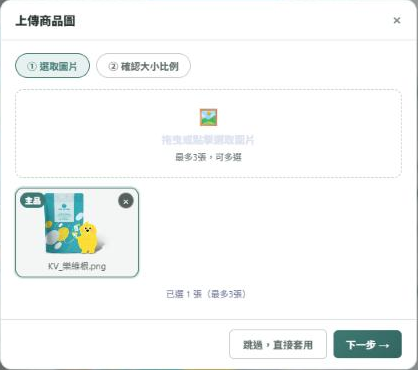 上傳商品圖
×
① 選取圖片
② 確認大小比例
拖曳或點擊選取圖片
最多3張，可多選
主品
×
KV_樂維根.png
已選 1 張（最多3張）
跳過，直接套用
下一步 →